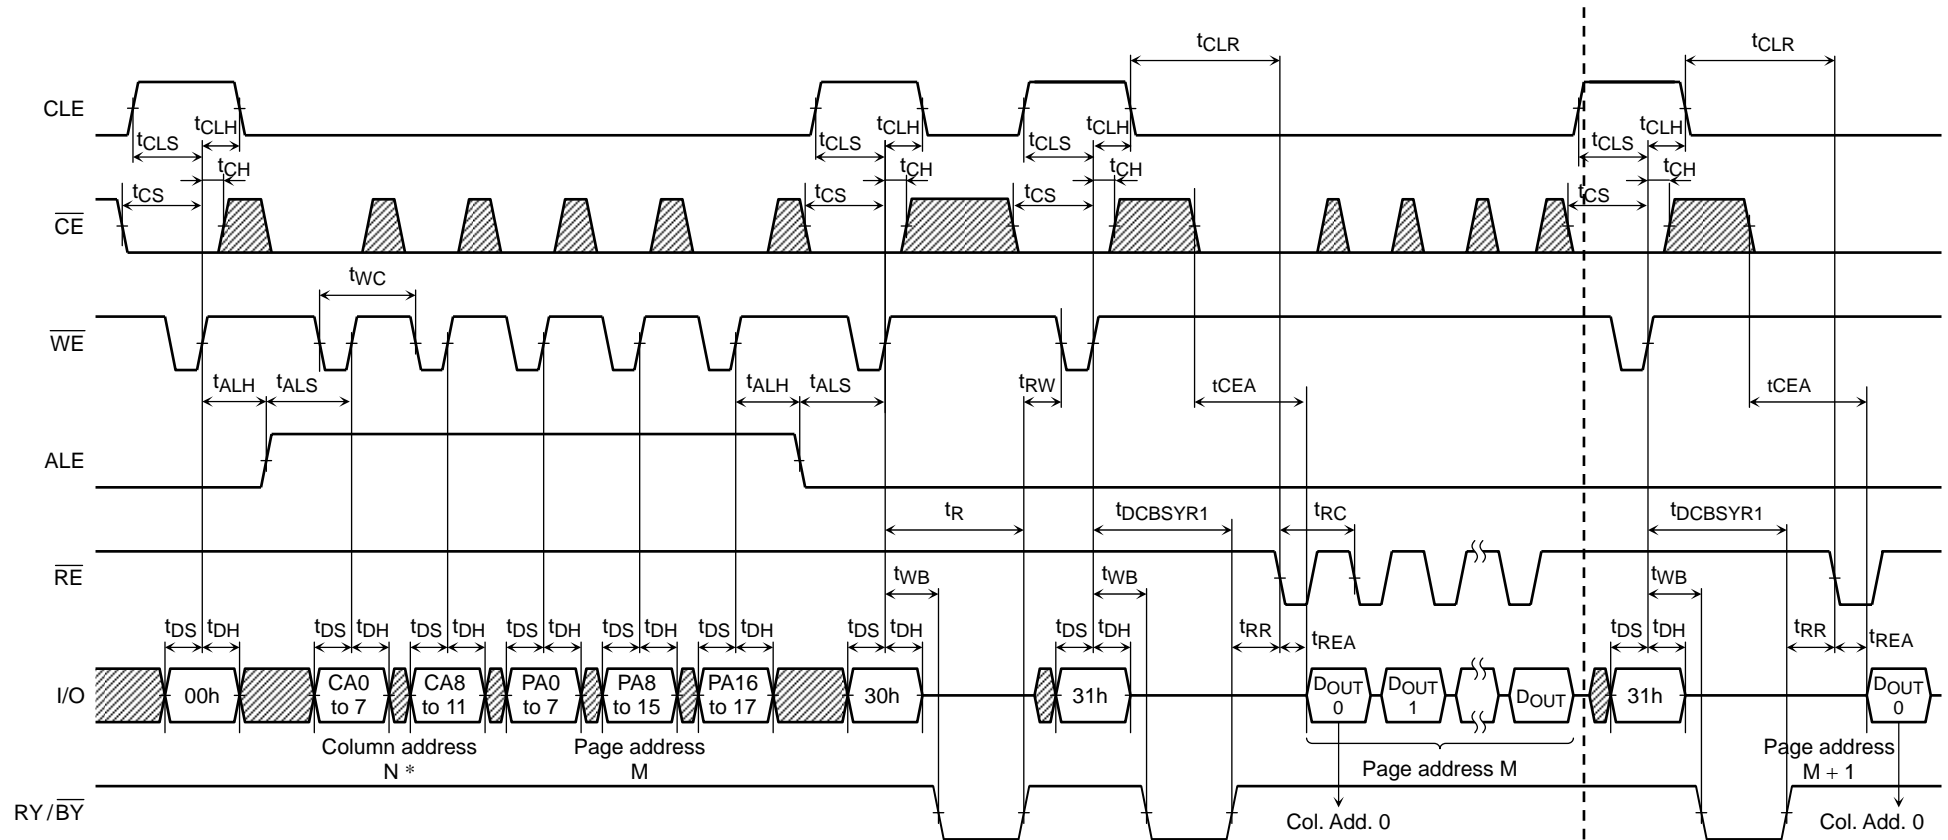 tCLR tCLR
CLE
tCLS tCLH tCLS tCLH tCLS tCLH tCLS tCLH
tCH tCH tCH tCH
tCS tCS tCS tCS
CE
tWC
WE
tALH tALS tALH tALS tRW tCEA tCEA
ALE
tR tDCBSYR1 tRC tDCBSYR1
RE
tWB tWB tWB
tDS tDH tDS tDH tDS tDH tDS tDH tDS tDH tDS tDH tDS tDH tDS tDH tRR tREA tDS tDH tRR tREA
I/O
00h
CA0
to 7
CA8
to 11
PA0
to 7
PA8
to 15
PA16
to 17
30h
31h
DOUT
0
DOUT
1
DOUT
31h
DOUT
0
Column address
N *
Page address
M
Page address M
Page address
M + 1
RY/BY
Col. Add. 0
Col. Add. 0